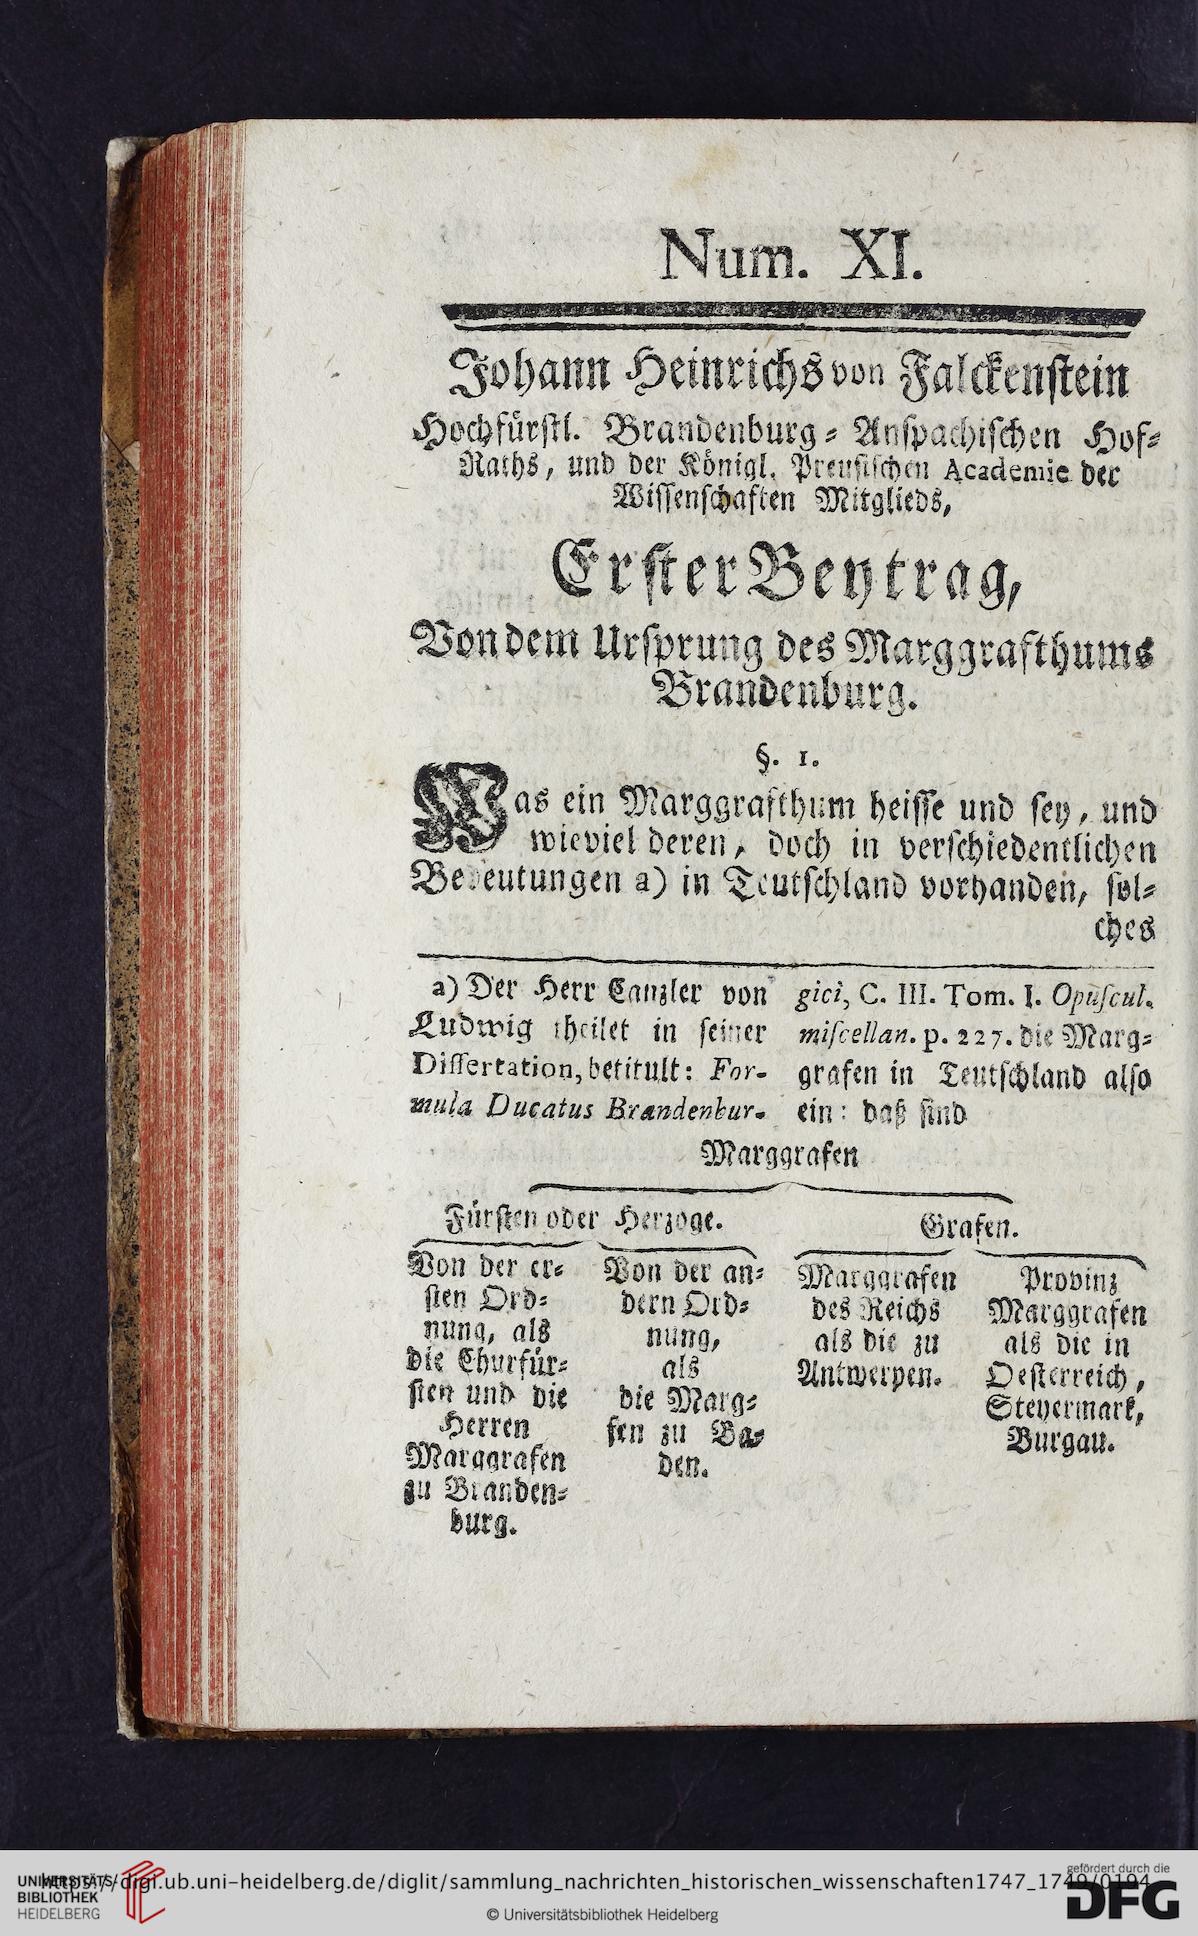 Num. XI.
Johann Heinrichs von Falckenstein
Hochfürstl. Brandenburg - Anspachischen Hof-
Raths, und der Königl. Preusischen Academie der
Wissenschaften Mitglieds,
Erster Beytrag,
Von dem Ursprung des Marggrafthums
Brandenburg.
§. 1.
Was ein Marggrafthum heisse und sey, und
wieviel deren, doch in verschiedentlichen
Bedeutungen a) in Teutschland vorhanden, sol-
ches
a) Der Herr Canzler von
Ludwig theilet in seiner
Dissertation, betitult: For-
mula Ducatus Brandenbur-
gici, C. III. Tom. I. Opuscul.
miscellan. p. 227. die Marg-
grafen in Teutschland also
ein: daß sind
Marggrafen
Fürsten oder Herzoge.
Von der er-
sten Ord-
nung, als
die Churfür-
sten und die
Herren
Marggrafen
zu Branden-
burg.
Von der an-
dern Ord-
nung,
als
die Marg-
fen zu Ba-
den.
Grafen.
Marggrafen
des Reichs
als die zu
Antwerpen.
Provinz
Marggrafen
als die in
Oesterreich,
Steyermark,
Burgau.
UNIVERSITÄTS-
BIBLIOTHEK
HEIDELBERG
https://digi.ub.uni-heidelberg.de/diglit/sammlung_nachrichten_historischen_wissenschaften1747_1749/0194
© Universitätsbibliothek Heidelberg
gefördert durch die
DFG